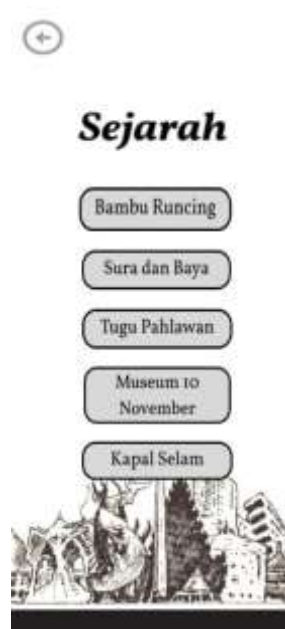 Sejarah
Bambu Runcing
Sura dan Baya
Tugu Pahlawan
Museum 10
November
Kapal Selam